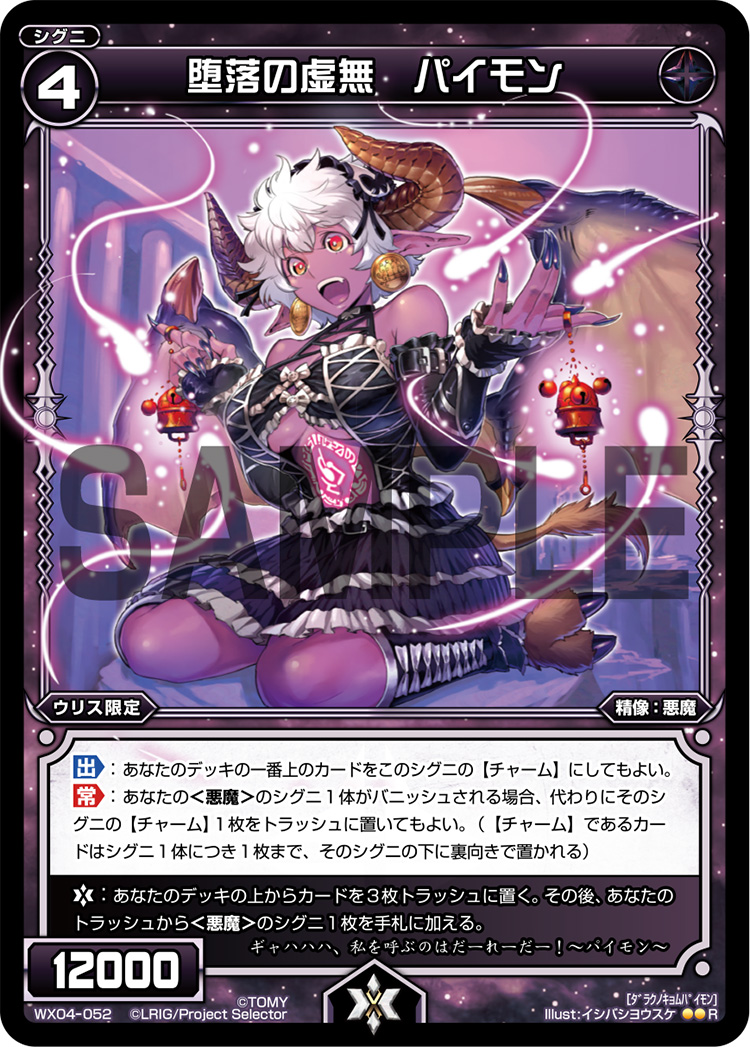 シグニ
4
堕落の虚無 パイモン
SAMPLE
ウリス限定
精像:悪魔
出:あなたのデッキの一番上のカードをこのシグニの【チャーム】にしてもよい。
常:あなたの<悪魔>のシグニ1体がバニッシュされる場合、代わりにそのシ
グニの【チャーム】1枚をトラッシュに置いてもよい。(【チャーム】であるカー
ドはシグニ1体につき1枚まで、そのシグニの下に裏向きで置かれる)
:あなたのデッキの上からカードを3枚トラッシュに置く。その後、あなたの
トラッシュから<悪魔>のシグニ1枚を手札に加える。
ギャハハハ、私を呼ぶのはだーれーだー!~パイモン~
12000
[ダラクノキョムパイモン]
WX04-052 ©LRIG/Project Selector
©TOMY
Illust:イシバシヨウスケ R